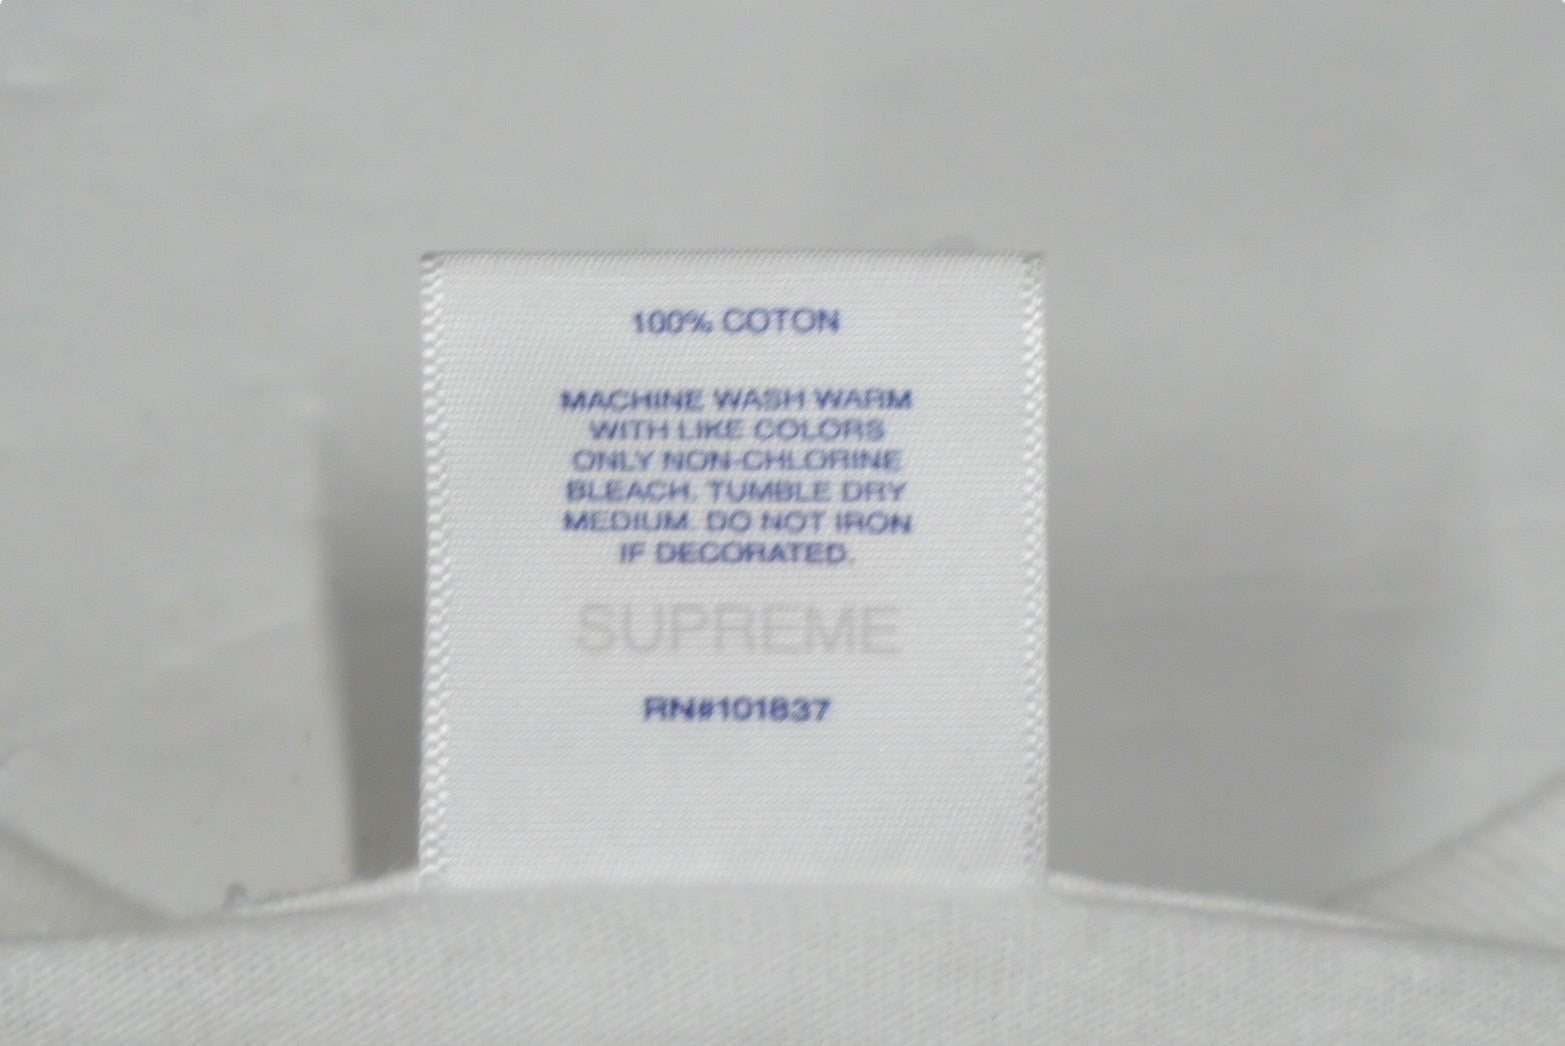 100% COTON
MACHINE WASH WARM
WITH LIKE COLORS
ONLY NON-CHLORINE
BLEACH. TUMBLE DRY
MEDIUM. DO NOT IRON
IF DECORATED.
SUPREME
RN#101837